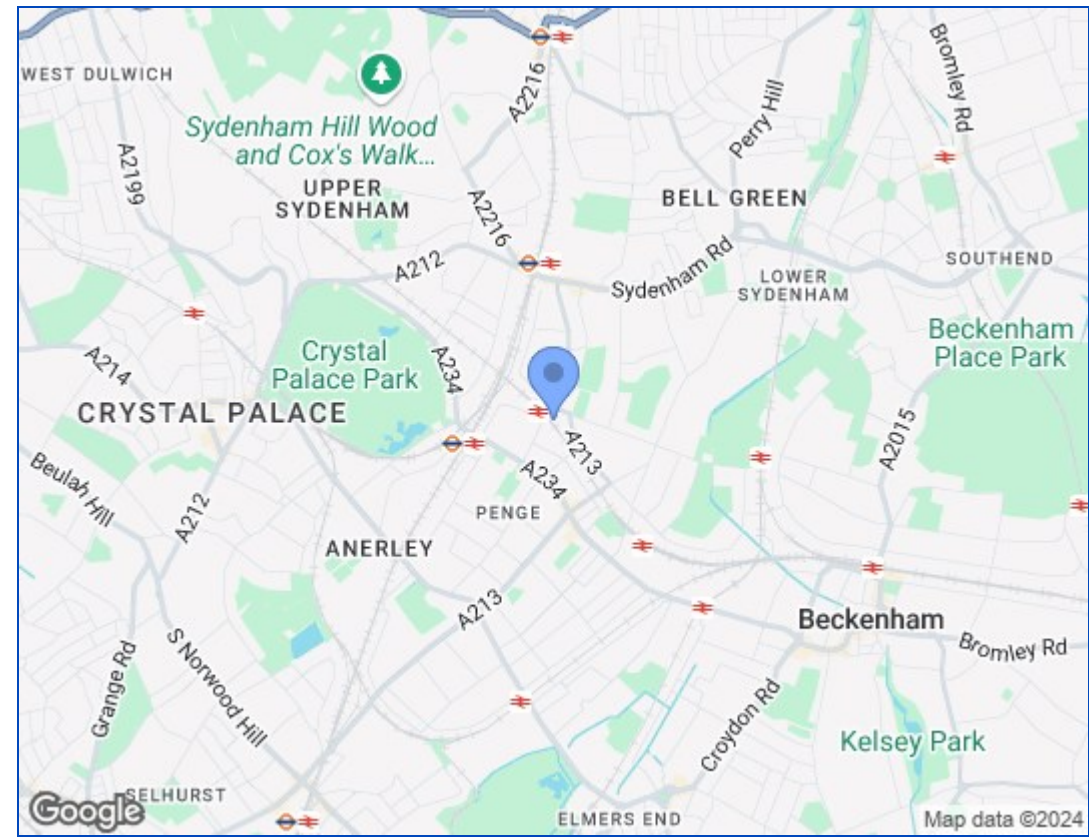 WEST DULWICH
A2216
Bromley Rd
Perry Hill
Sydenham Hill Wood
and Cox's Walk...
A2199
UPPER
SYDENHAM
A2216
BELL GREEN
A212
Sydenham Rd
LOWER
SYDENHAM
SOUTHEND
Beckenham
Place Park
Crystal
Palace Park
A234
A214
CRYSTAL PALACE
A2015
A213
A234
Beulah Hill
A212
PENGE
ANERLEY
A213
Beckenham
Bromley Rd
Grange Rd
S Norwood Hill
Croydon Rd
Kelsey Park
SELHURST
ELMERS END
Google
Map data ©2024